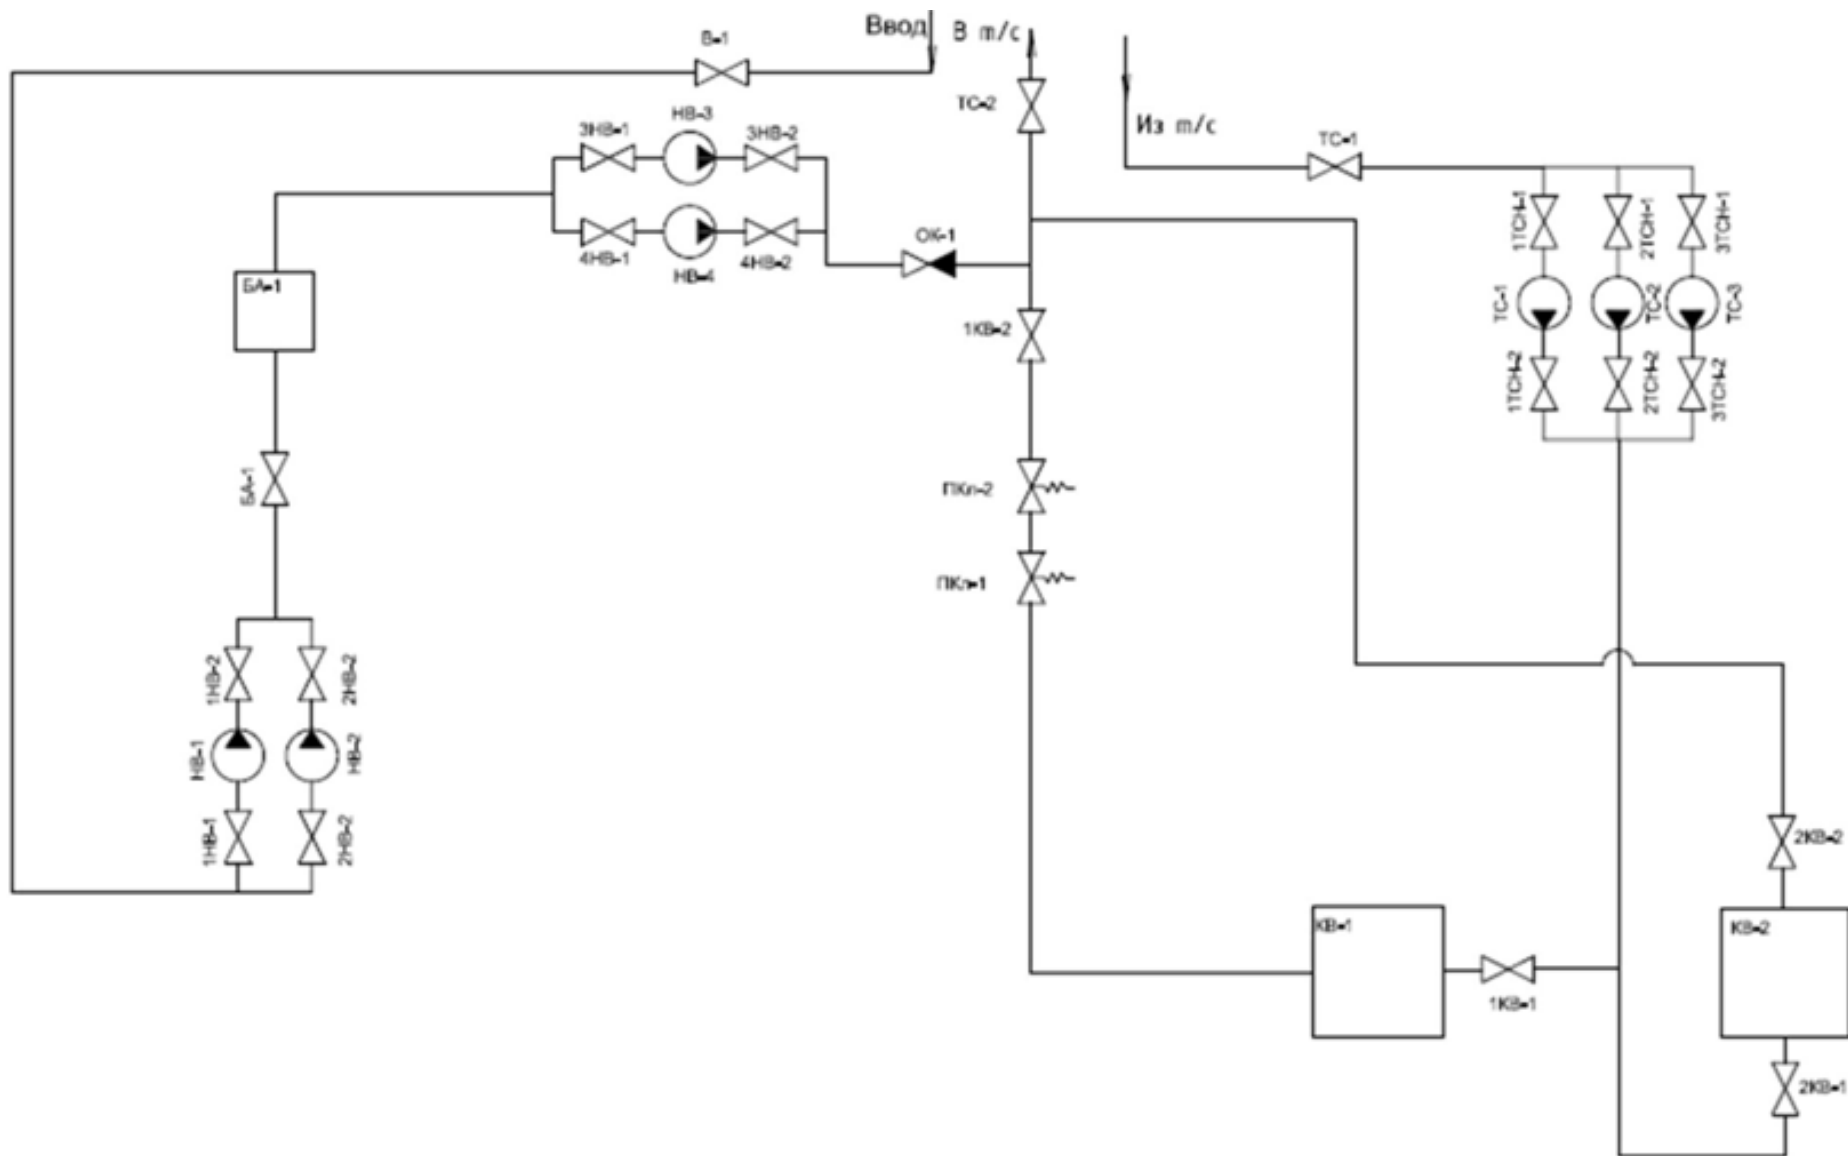 Ввод
В т/с
В-1
ТС-2
Из т/с
ТС-1
НВ-3
3НВ-1
3НВ-2
4НВ-1
4НВ-2
НВ-4
ОК-1
БА-1
1КВ-2
1ТСН-1
2ТСН-1
3ТСН-1
ТС-1
ТС-2
ТС-3
1ТСН-2
2ТСН-2
3ТСН-2
БА-1
ПКл-2
ПКл-1
1НВ-2
2НВ-2
НВ-1
НВ-2
1НВ-1
2НВ-2
2КВ-2
КВ-1
КВ-2
1КВ-1
2КВ-1